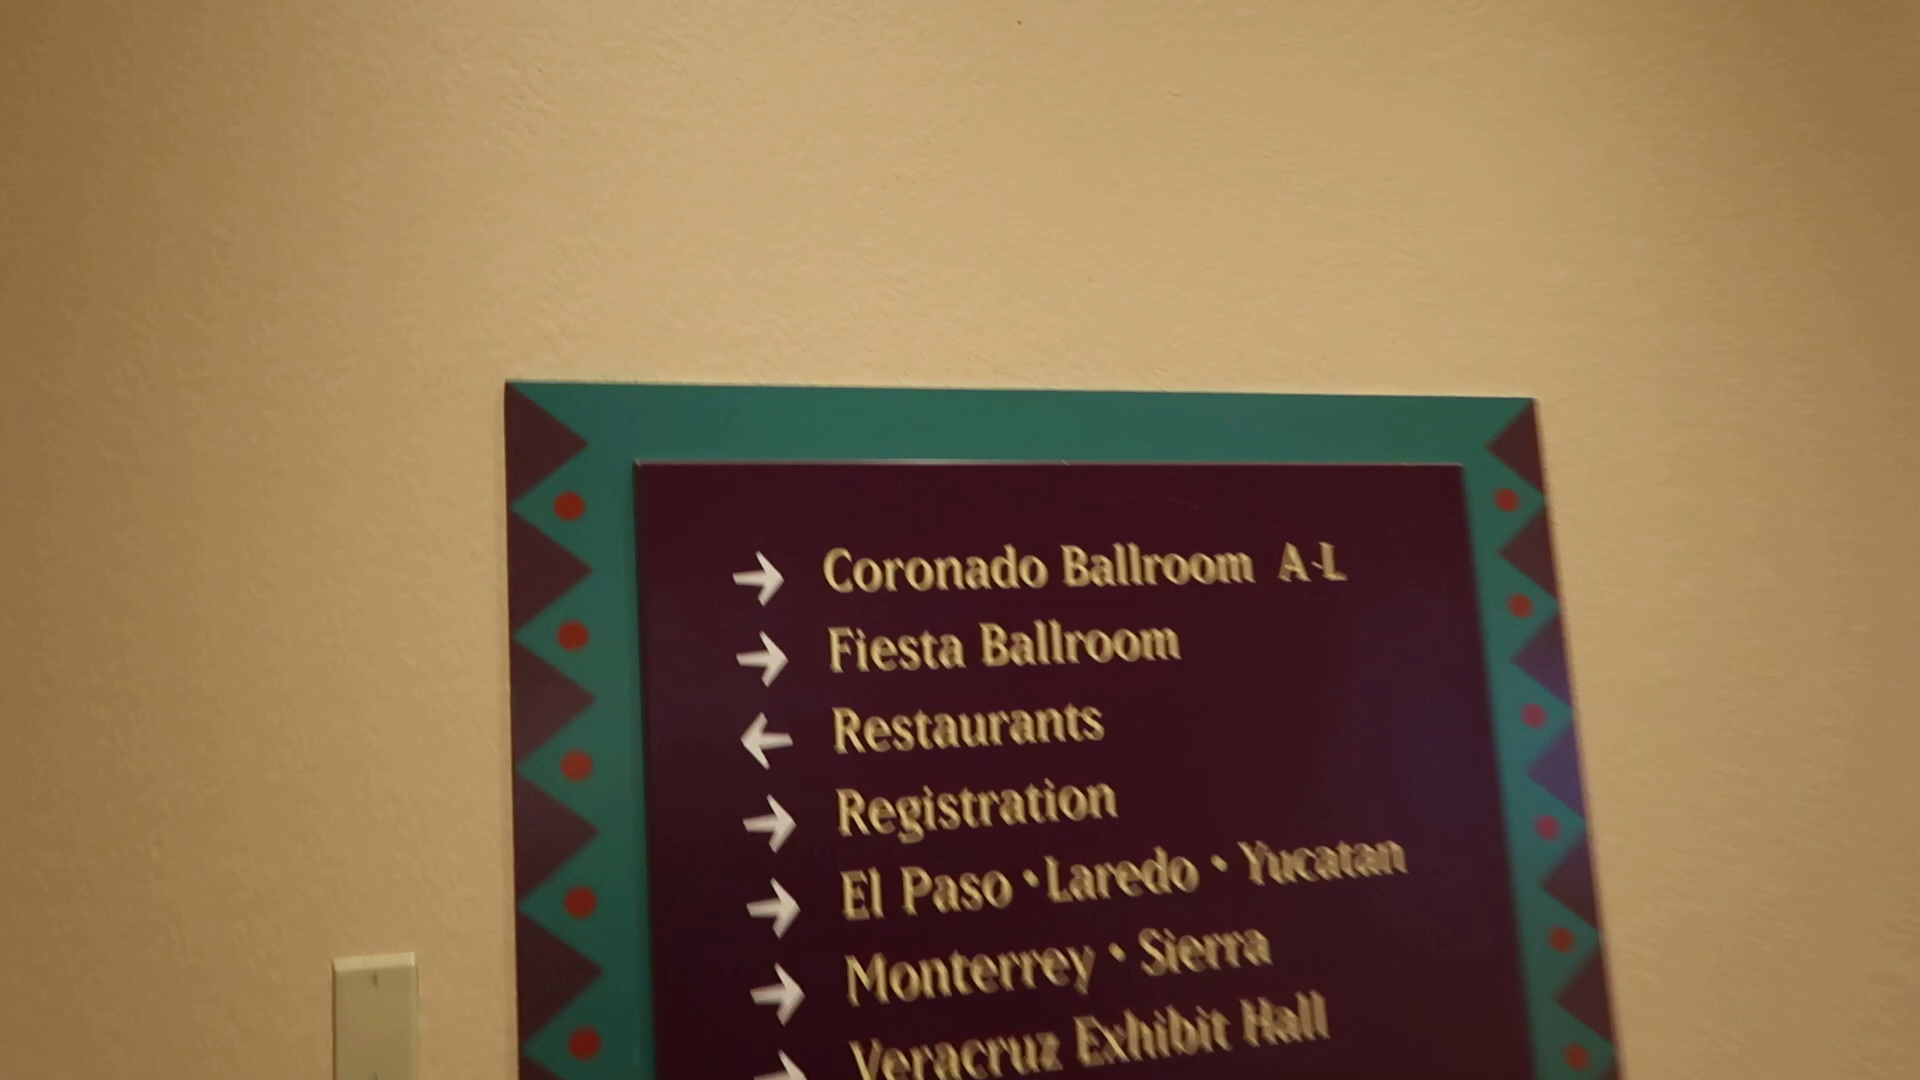 → Coronado Ballroom A-L
→ Fiesta Ballroom
← Restaurants
→ Registration
→ El Paso • Laredo • Yucatan
→ Monterrey • Sierra
→ Veracruz Exhibit Hall